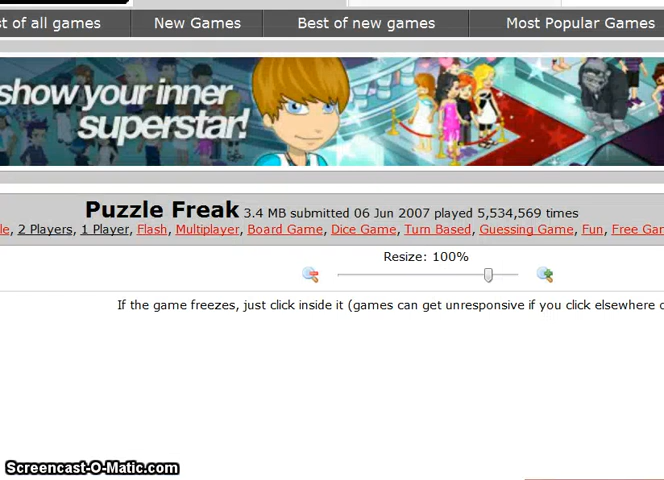 st of all games New Games Best of new games Most Popular Games
show your inner
superstar!
Puzzle Freak 3.4 MB submitted 06 Jun 2007 played 5,534,569 times
le, 2 Players, 1 Player, Flash, Multiplayer, Board Game, Dice Game, Turn Based, Guessing Game, Fun, Free Gam
Resize: 100%
If the game freezes, just click inside it (games can get unresponsive if you click elsewhere o
Screencast-O-Matic.com